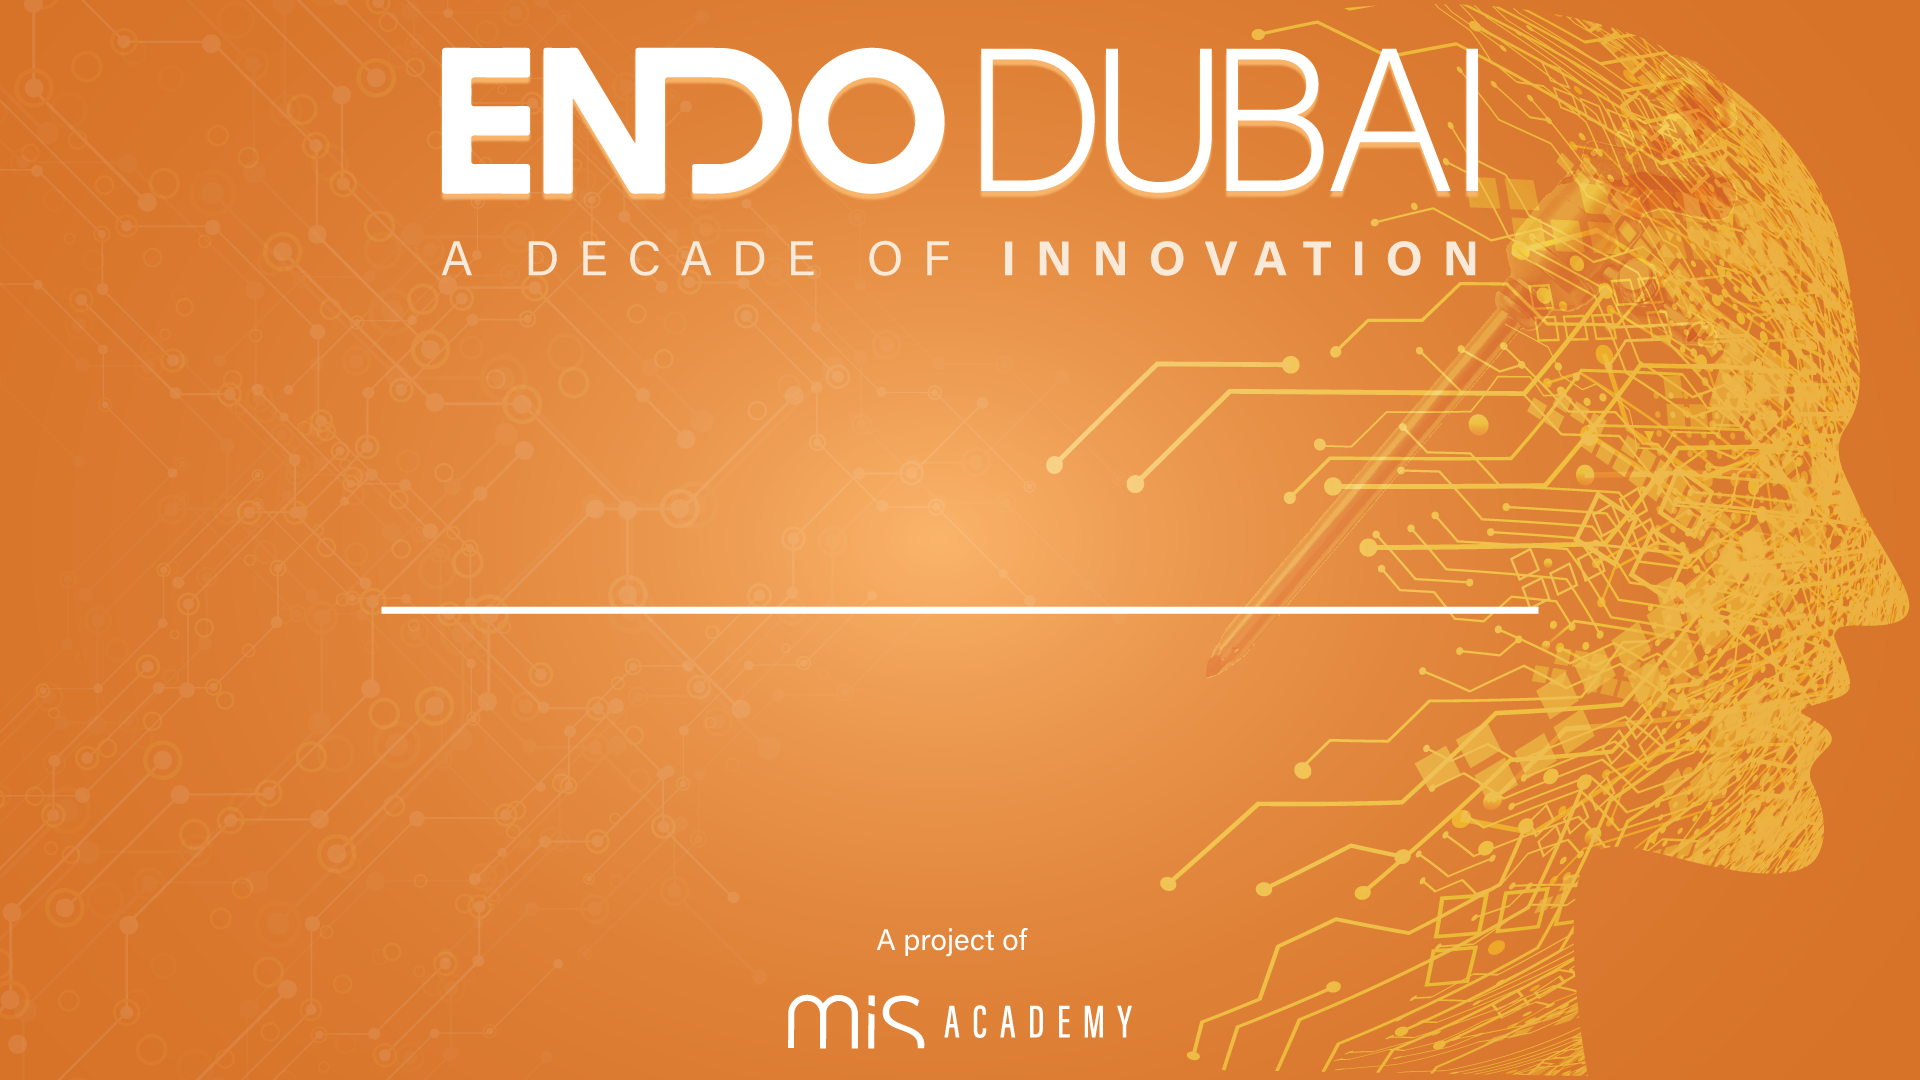 ENDO DUBAI
A DECADE OF INNOVATION
A project of
mis ACADEMY